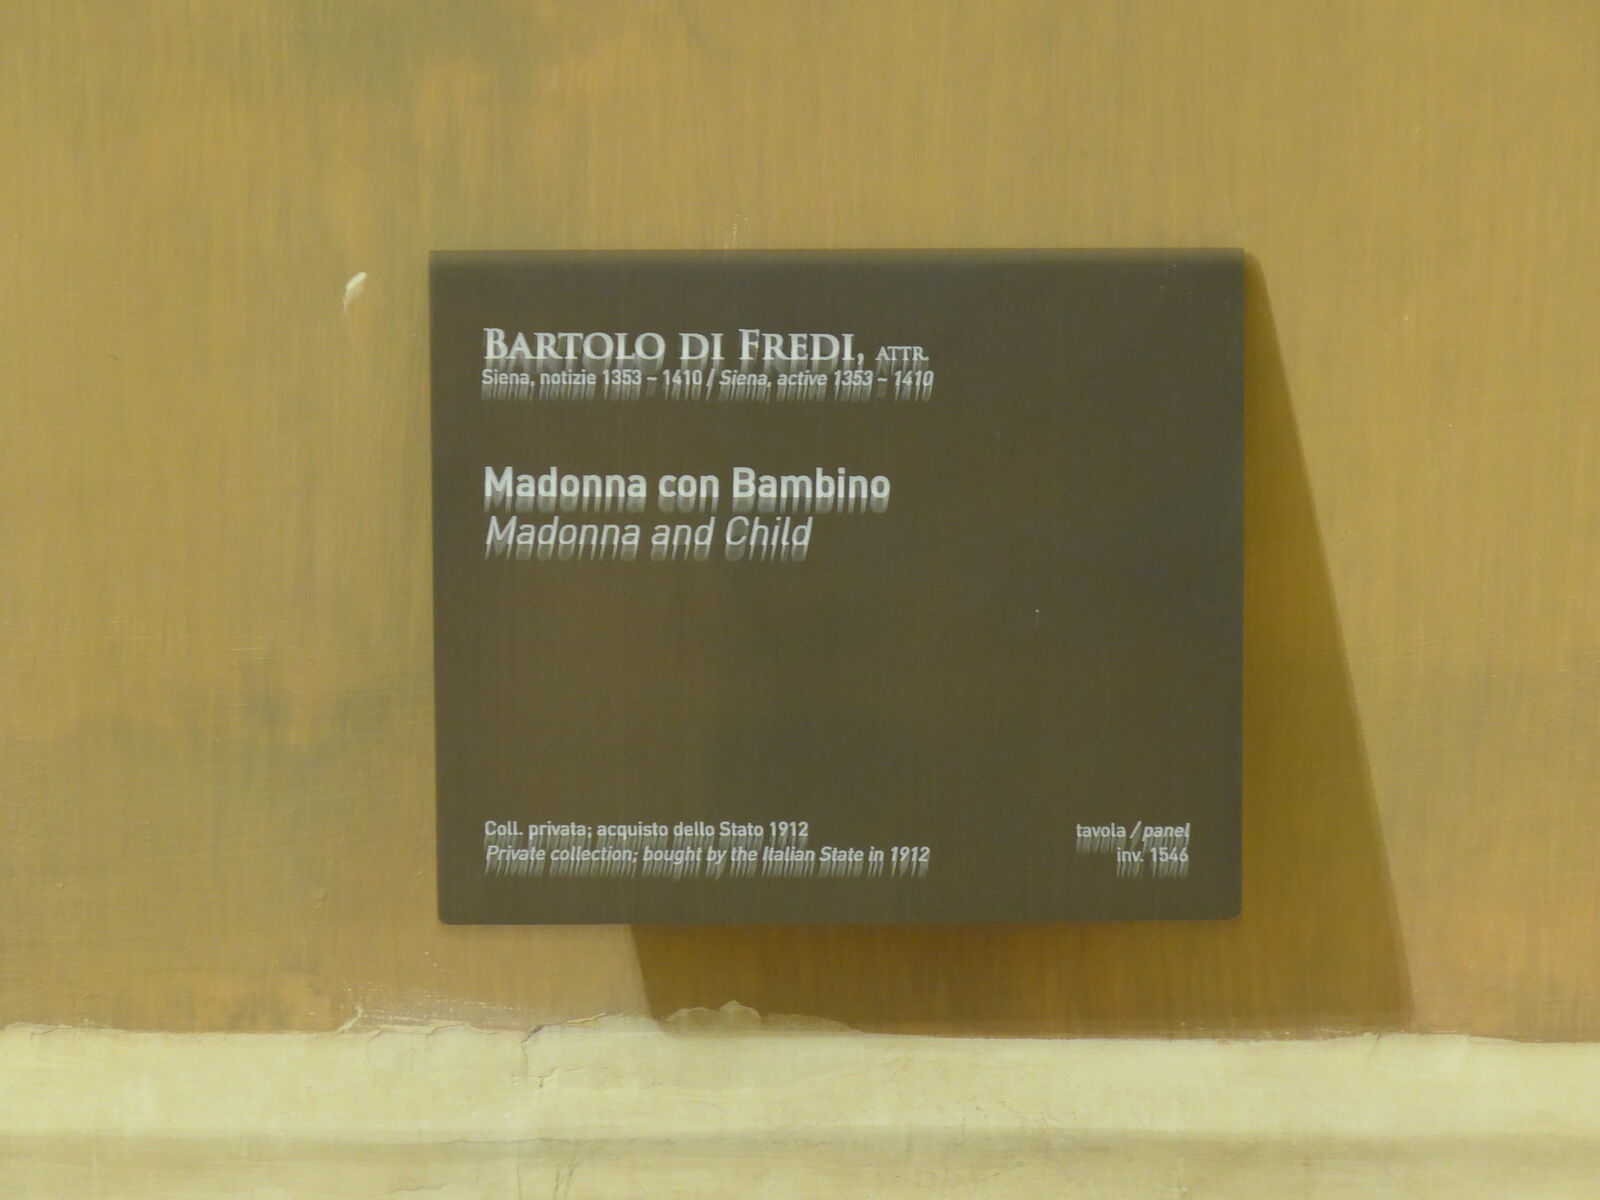 BARTOLO DI FREDI, ATTR.
Siena, notizie 1353 - 1410 / Siena, active 1353 - 1410
Madonna con Bambino
Madonna and Child
Coll. privata; acquisto dello Stato 1912
Private collection; bought by the Italian State in 1912
tavola / panel
inv. 1546